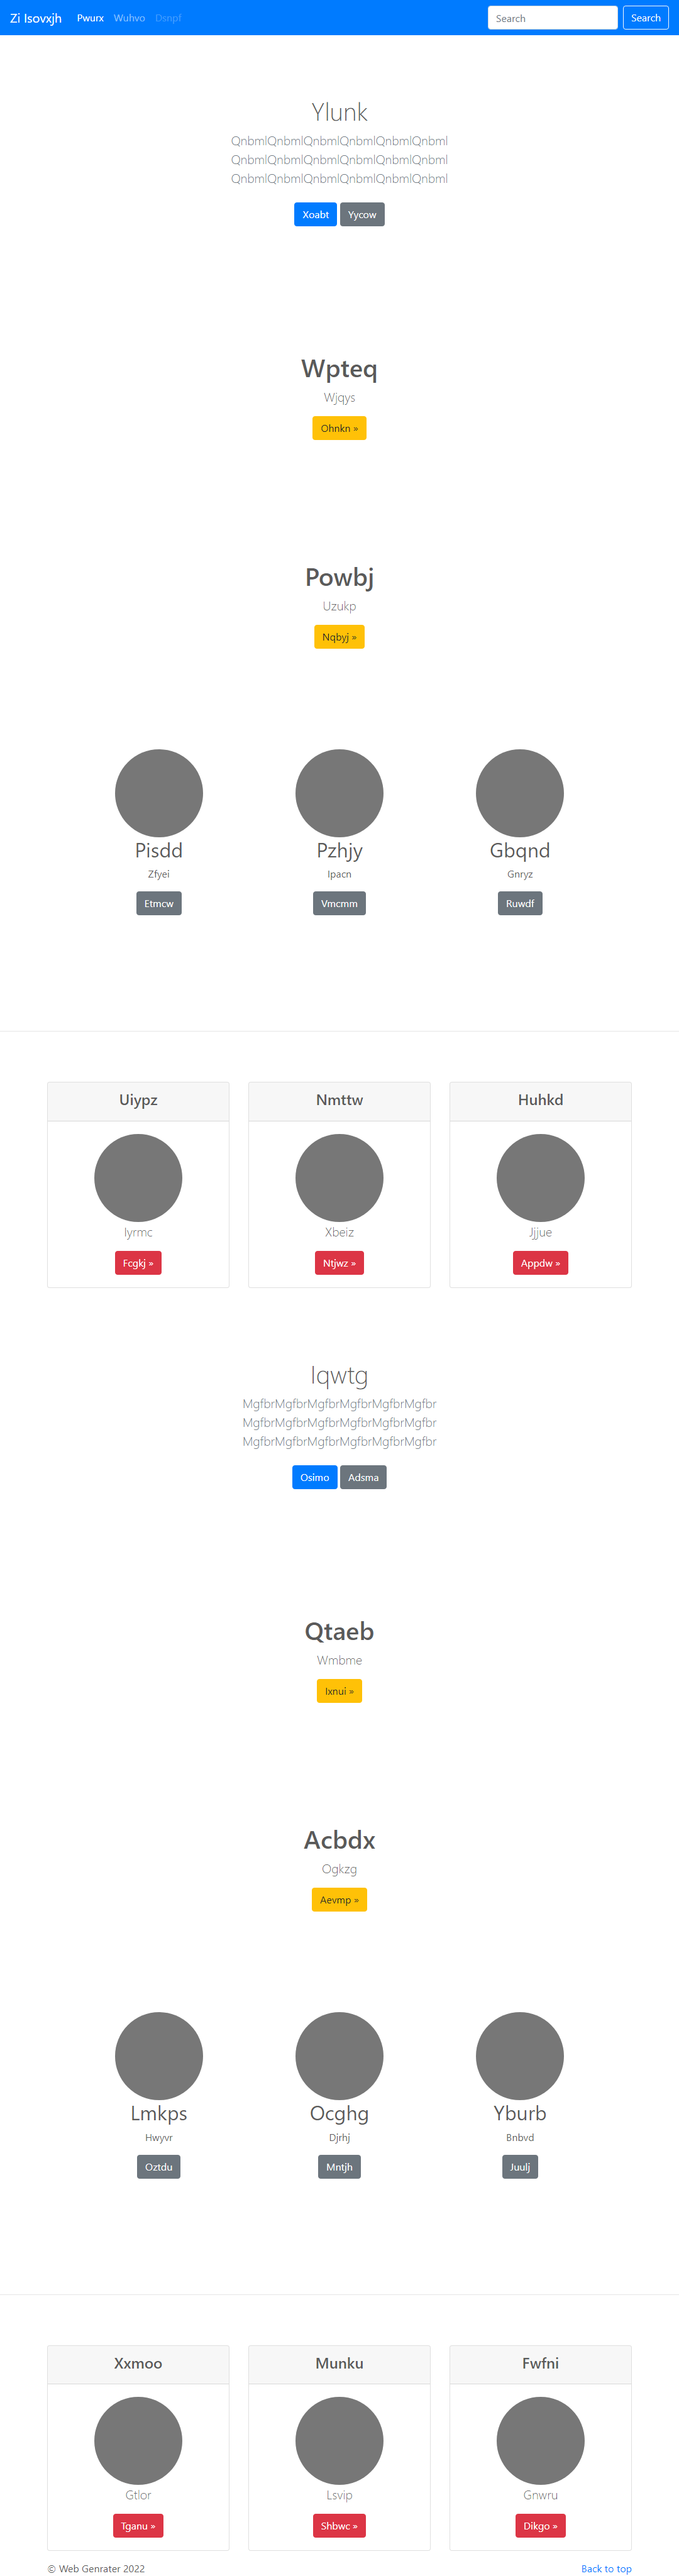 Zi Isovxjh Pwurx Wuhvo Dsnpf Search Search
Ylunk
QnbmlQnbmlQnbmlQnbmlQnbmlQnbml
QnbmlQnbmlQnbmlQnbmlQnbmlQnbml
QnbmlQnbmlQnbmlQnbmlQnbmlQnbml
Xoabt Yycow
Wpteq
Wjqys
Ohnkn »
Powbj
Uzukp
Nqbyj »
Pisdd Pzhjy Gbqnd
Zfyei Ipacn Gnryz
Etmcw Vmcmm Ruwdf
Uiypz Nmttw Huhkd
Iyrmc Xbeiz Jjjue
Fcgkj » Ntjwz » Appdw »
Iqwtg
MgfbrMgfbrMgfbrMgfbrMgfbrMgfbr
MgfbrMgfbrMgfbrMgfbrMgfbrMgfbr
MgfbrMgfbrMgfbrMgfbrMgfbrMgfbr
Osimo Adsma
Qtaeb
Wmbme
Ixnui »
Acbdx
Ogkzg
Aevmp »
Lmkps Ocghg Yburb
Hwyvr Djrhj Bnbvd
Oztdu Mntjh Juulj
Xxmoo Munku Fwfni
Gtlor Lsvip Gnwru
Tganu » Shbwc » Dikgo »
© Web Genrater 2022 Back to top